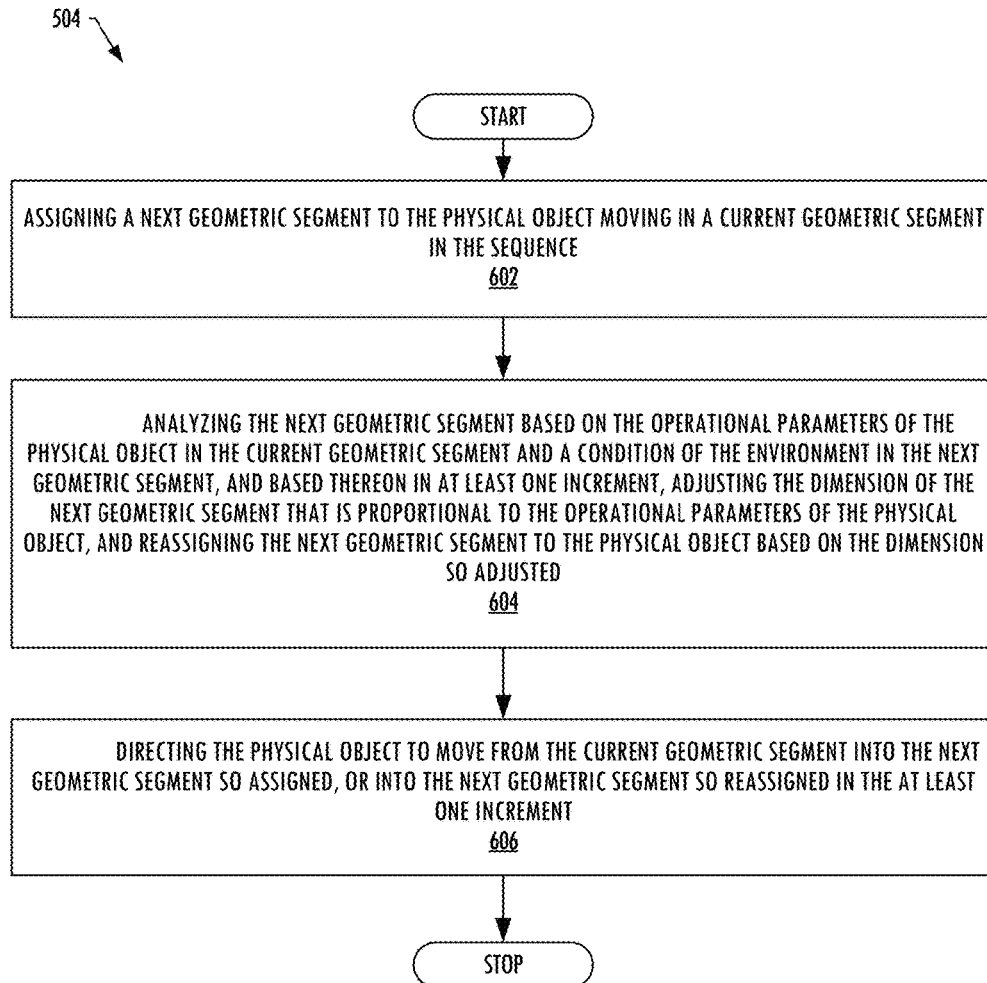 504
START
ASSIGNING A NEXT GEOMETRIC SEGMENT TO THE PHYSICAL OBJECT MOVING IN A CURRENT GEOMETRIC SEGMENT
IN THE SEQUENCE
602
ANALYZING THE NEXT GEOMETRIC SEGMENT BASED ON THE OPERATIONAL PARAMETERS OF THE
PHYSICAL OBJECT IN THE CURRENT GEOMETRIC SEGMENT AND A CONDITION OF THE ENVIRONMENT IN THE NEXT
GEOMETRIC SEGMENT, AND BASED THEREON IN AT LEAST ONE INCREMENT, ADJUSTING THE DIMENSION OF THE
NEXT GEOMETRIC SEGMENT THAT IS PROPORTIONAL TO THE OPERATIONAL PARAMETERS OF THE PHYSICAL
OBJECT, AND REASSIGNING THE NEXT GEOMETRIC SEGMENT TO THE PHYSICAL OBJECT BASED ON THE DIMENSION
SO ADJUSTED
604
DIRECTING THE PHYSICAL OBJECT TO MOVE FROM THE CURRENT GEOMETRIC SEGMENT INTO THE NEXT
GEOMETRIC SEGMENT SO ASSIGNED, OR INTO THE NEXT GEOMETRIC SEGMENT SO REASSIGNED IN THE AT LEAST
ONE INCREMENT
606
STOP